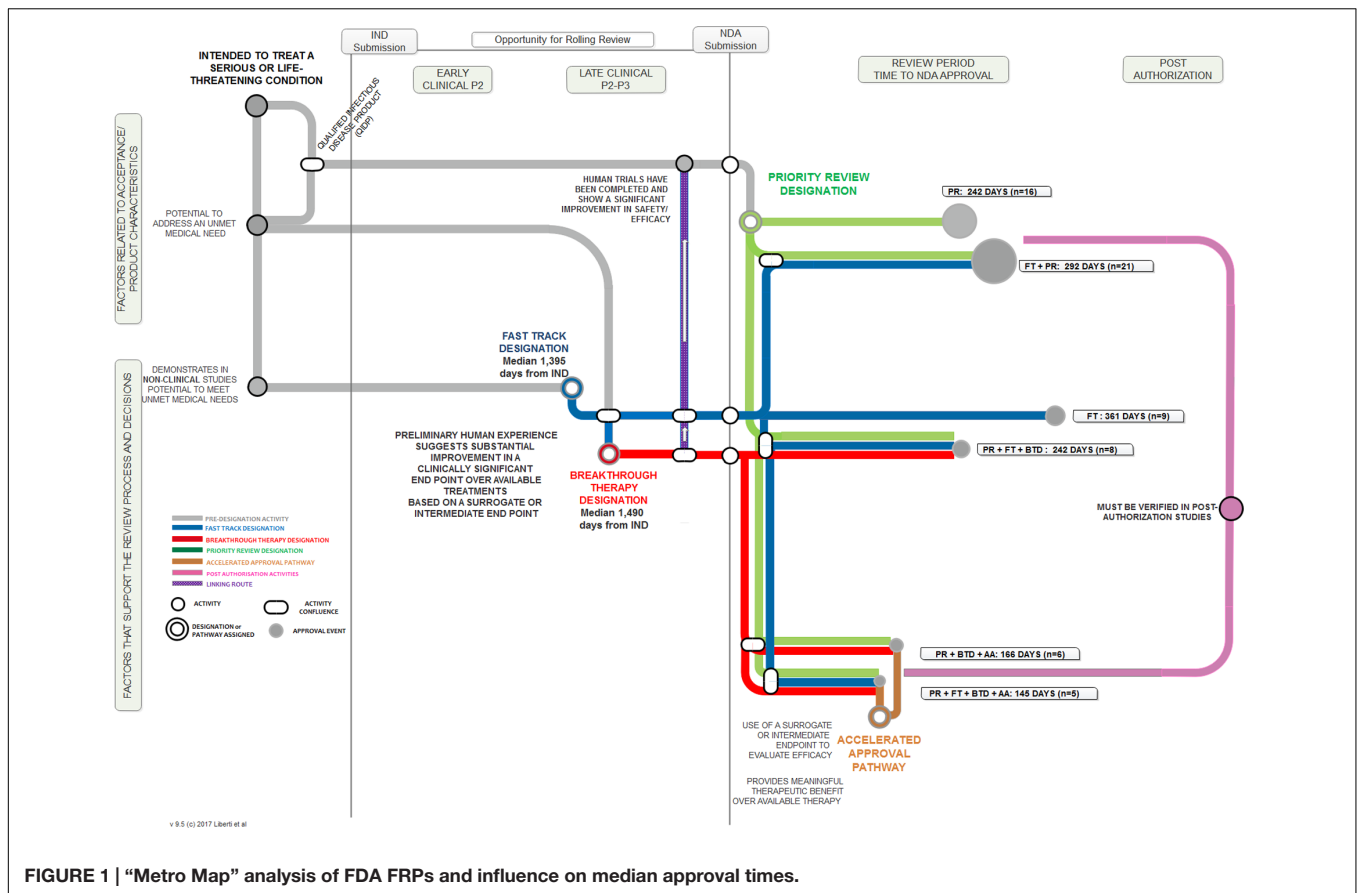 IND
Submission
Opportunity for Rolling Review
NDA
Submission
INTENDED TO TREAT A
SERIOUS OR LIFE-
THREATENING CONDITION
EARLY
CLINICAL P2
LATE CLINICAL
P2-P3
REVIEW PERIOD
TIME TO NDA APPROVAL
POST
AUTHORIZATION
FACTORS RELATED TO ACCEPTANCE/
PRODUCT CHARACTERISTICS
QUALIFIED INFECTIOUS
DISEASE PRODUCT
(QIDP)
HUMAN TRIALS HAVE
BEEN COMPLETED AND
SHOW A SIGNIFICANT
IMPROVEMENT IN SAFETY/
EFFICACY
PRIORITY REVIEW
DESIGNATION
PR: 242 DAYS (n=16)
POTENTIAL TO
ADDRESS AN UNMET
MEDICAL NEED
FT + PR: 292 DAYS (n=21)
FAST TRACK
DESIGNATION
Median 1,395
days from IND
FACTORS THAT SUPPORT THE REVIEW PROCESS AND DECISIONS
DEMONSTRATES IN
NON-CLINICAL STUDIES
POTENTIAL TO MEET
UNMET MEDICAL NEEDS
FT : 361 DAYS (n=9)
PRELIMINARY HUMAN EXPERIENCE
SUGGESTS SUBSTANTIAL
IMPROVEMENT IN A
CLINICALLY SIGNIFICANT
END POINT OVER AVAILABLE
TREATMENTS
BASED ON A SURROGATE OR
INTERMEDIATE END POINT
PR + FT + BTD : 242 DAYS (n=8)
BREAKTHROUGH
THERAPY
DESIGNATION
Median 1,490
days from IND
MUST BE VERIFIED IN POST-
AUTHORIZATION STUDIES
PRE-DESIGNATION ACTIVITY
FAST TRACK DESIGNATION
BREAKTHROUGH THERAPY DESIGNATION
PRIORITY REVIEW DESIGNATION
ACCELERATED APPROVAL PATHWAY
POST AUTHORISATION ACTIVITIES
LINKING ROUTE
ACTIVITY
ACTIVITY
CONFLUENCE
DESIGNATION or
PATHWAY ASSIGNED
APPROVAL EVENT
PR + BTD + AA: 166 DAYS (n=6)
PR + FT + BTD + AA: 145 DAYS (n=5)
USE OF A SURROGATE
OR INTERMEDIATE
ENDPOINT TO
EVALUATE EFFICACY
ACCELERATED
APPROVAL
PATHWAY
PROVIDES MEANINGFUL
THERAPEUTIC BENEFIT
OVER AVAILABLE THERAPY
v 9.5 (c) 2017 Liberti et al
FIGURE 1 | “Metro Map” analysis of FDA FRPs and influence on median approval times.